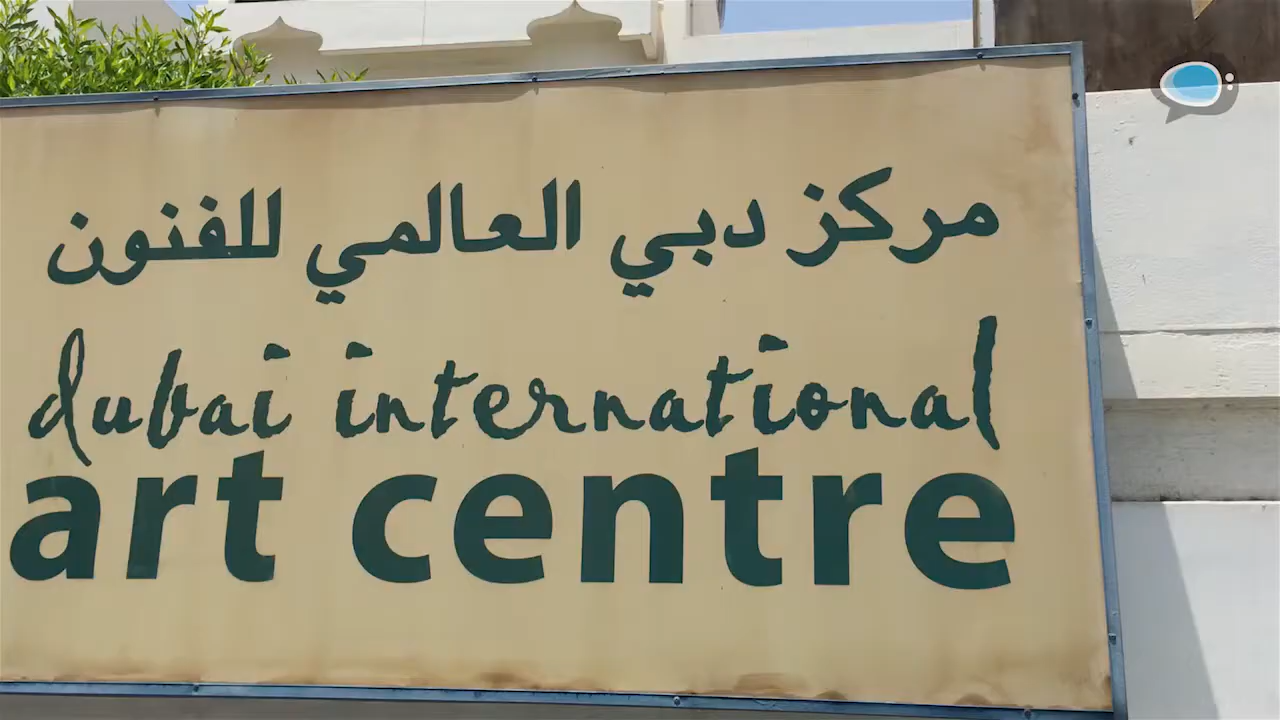 مركز دبي العالمي للفنون
dubai international
art centre